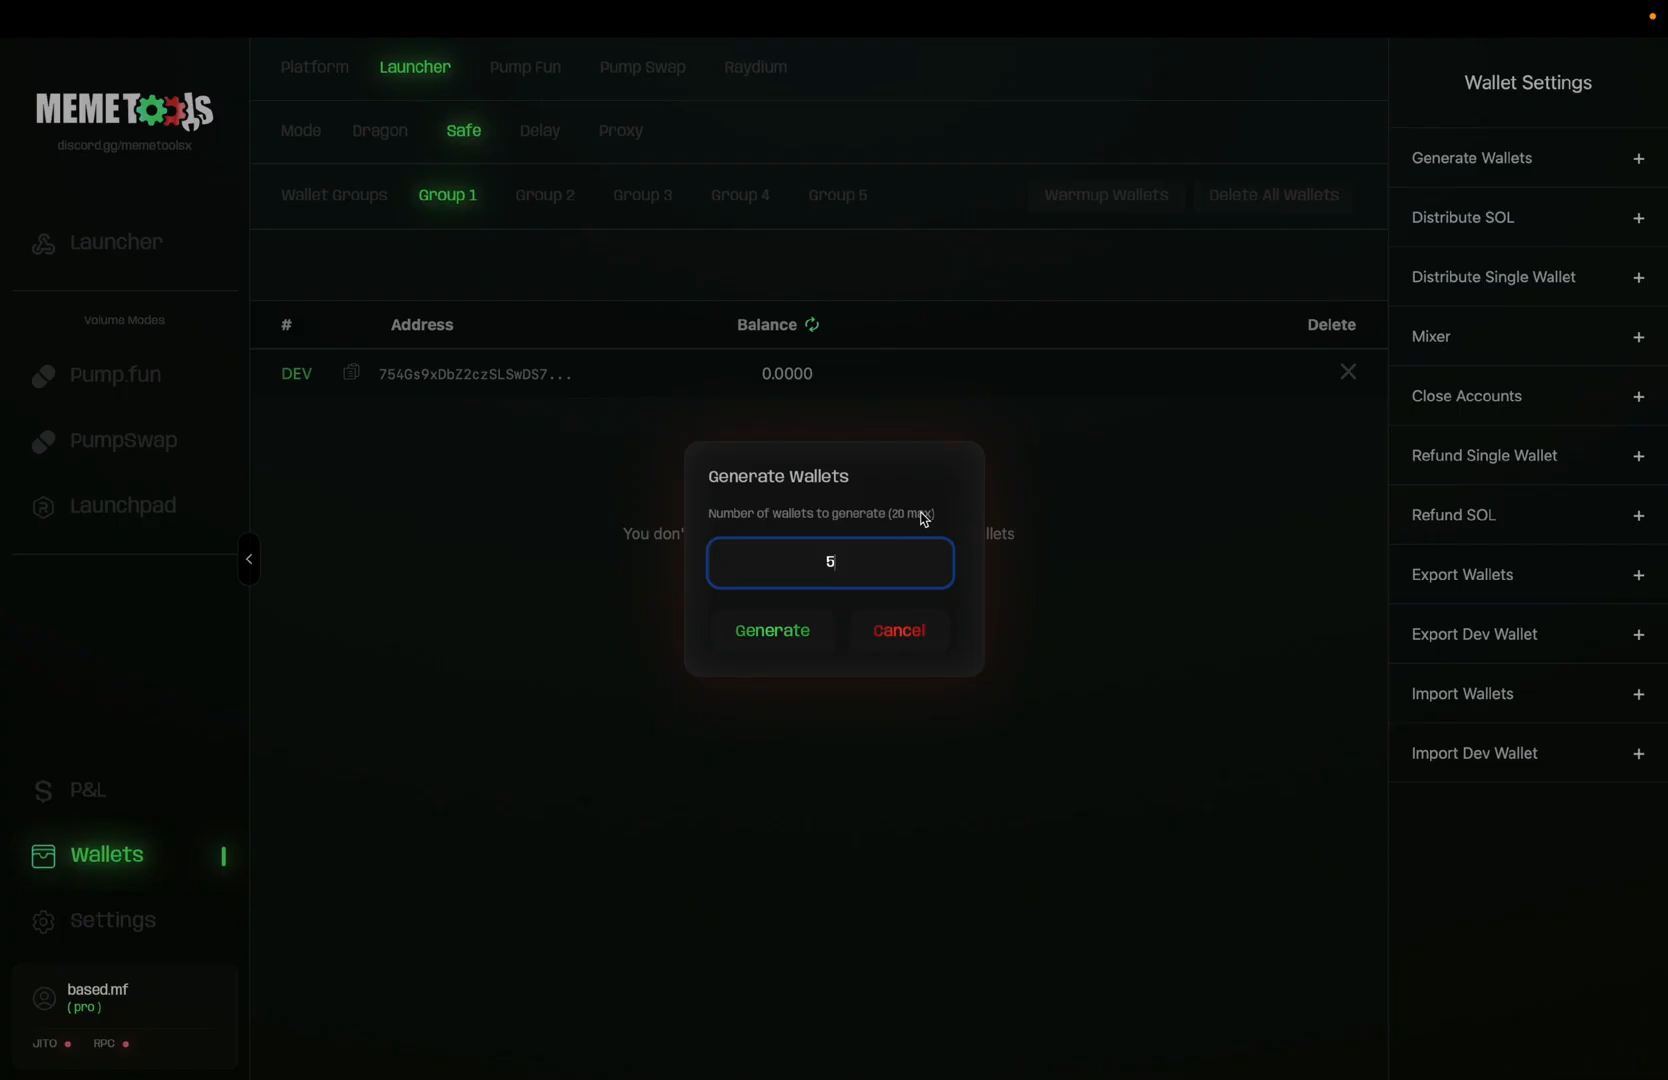 MEMETOOLS
discord.gg/memetoolsx
Launcher
Volume Modes
Pump.fun
PumpSwap
Launchpad
P&L
Wallets
Settings
based.mf
(pro)
JITO RPC
Platform Launcher Pump Fun Pump Swap Raydium
Mode Dragon Safe Delay Proxy
Wallet Groups Group 1 Group 2 Group 3 Group 4 Group 5 Warmup Wallets Delete All Wallets
# Address Balance Delete
DEV 754Gs9xDbZ2czSLSwDS7... 0.0000
You don'
Generate Wallets
Number of wallets to generate (20 max)
5
Generate Cancel
Wallet Settings
Generate Wallets +
Distribute SOL +
Distribute Single Wallet +
Mixer +
Close Accounts +
Refund Single Wallet +
Refund SOL +
Export Wallets +
Export Dev Wallet +
Import Wallets +
Import Dev Wallet +